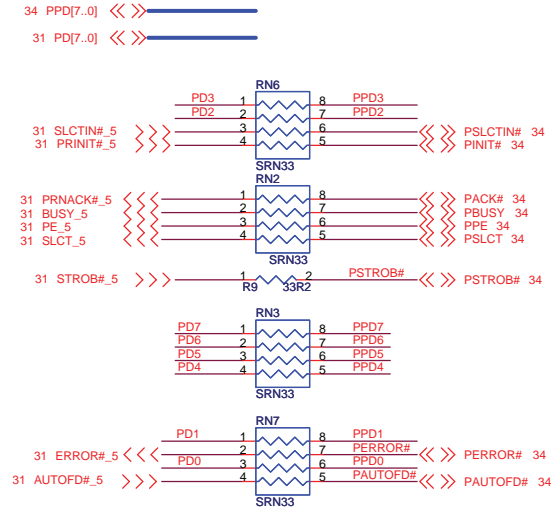 34 PPD[7..0]
31 PD[7..0]
RN6
PD3 1 8 PPD3
PD2 2 7 PPD2
31 SLCTIN#_5 3 6 PSLCTIN# 34
31 PRINIT#_5 4 5 PINIT# 34
SRN33
RN2
31 PRNACK#_5 1 8 PACK# 34
31 BUSY_5 2 7 PBUSY 34
31 PE_5 3 6 PPE 34
31 SLCT_5 4 5 PSLCT 34
SRN33
31 STROB#_5 1 2 PSTROB# PSTROB# 34
R9 33R2
RN3
PD7 1 8 PPD7
PD6 2 7 PPD6
PD5 3 6 PPD5
PD4 4 5 PPD4
SRN33
RN7
PD1 1 8 PPD1
31 ERROR#_5 2 7 PERROR# PERROR# 34
PD0 3 6 PPD0
31 AUTOFD#_5 4 5 PAUTOFD# PAUTOFD# 34
SRN33